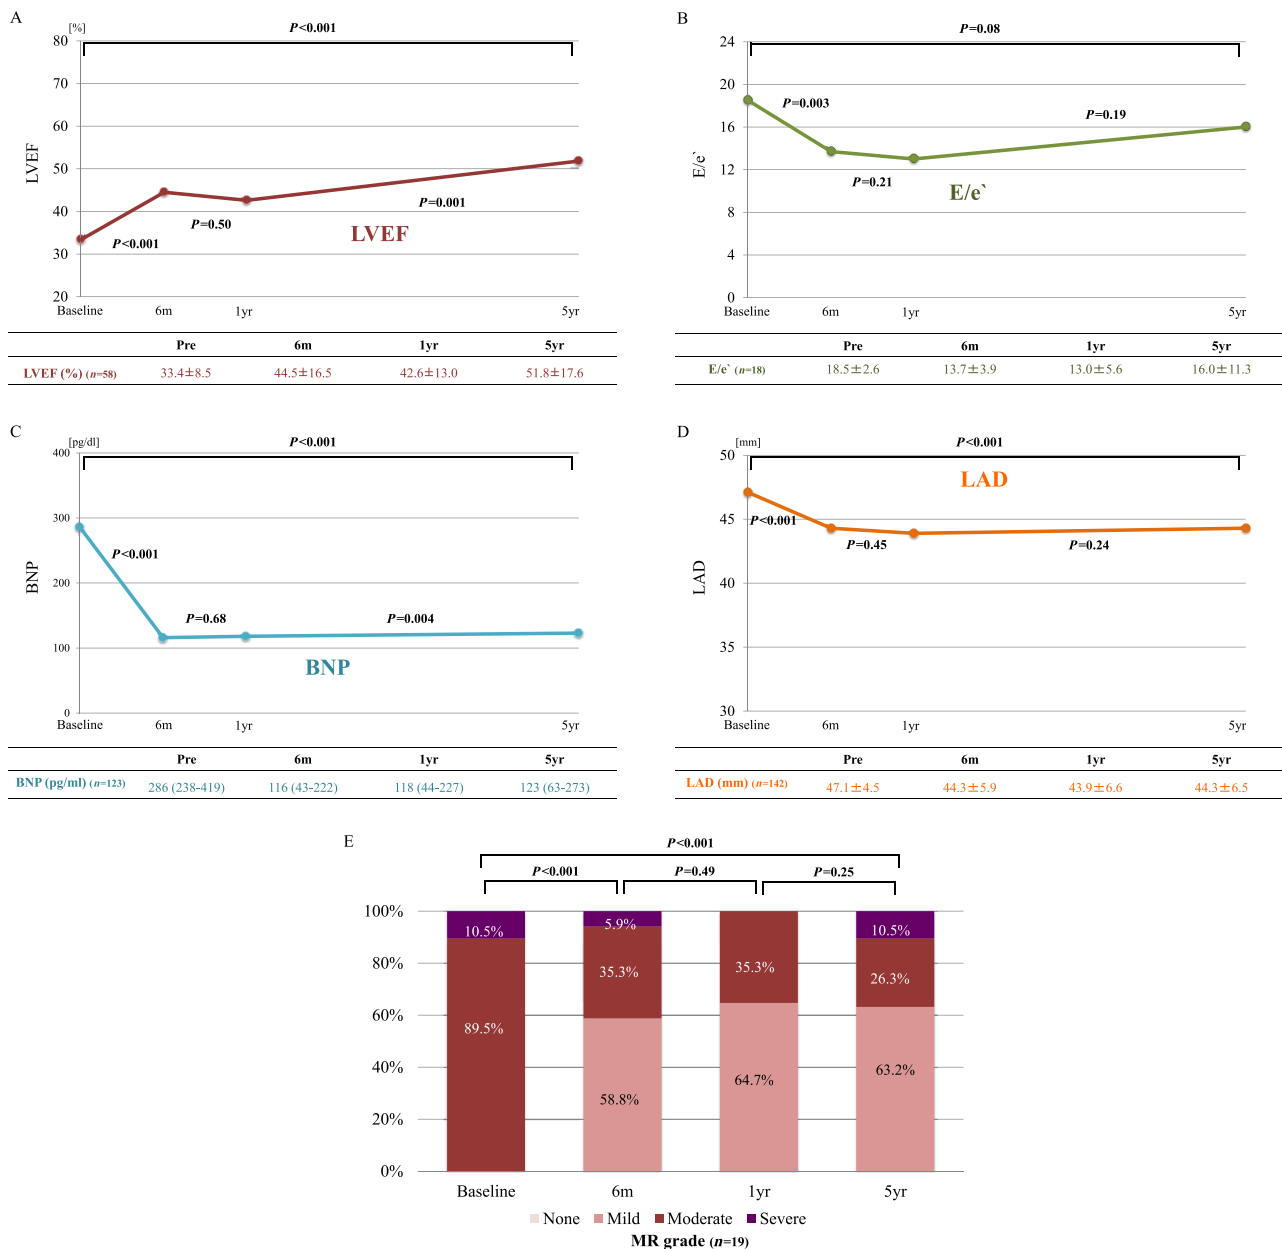 A
[%]
P<0.001
80
70
60
50
40
30
20
LVEF
P<0.001
P=0.50
P=0.001
LVEF
Baseline 6m 1yr 5yr
Pre 6m 1yr 5yr
LVEF (%) (n=58) 33.4±8.5 44.5±16.5 42.6±13.0 51.8±17.6
B
P=0.08
24
20
16
12
8
4
0
E/e`
P=0.003
P=0.21
P=0.19
E/e`
Baseline 6m 1yr 5yr
Pre 6m 1yr 5yr
E/e` (n=18) 18.5±2.6 13.7±3.9 13.0±5.6 16.0±11.3
C
[pg/dl]
P<0.001
400
300
200
100
0
BNP
P<0.001
P=0.68
P=0.004
BNP
Baseline 6m 1yr 5yr
Pre 6m 1yr 5yr
BNP (pg/ml) (n=123) 286 (238-419) 116 (43-222) 118 (44-227) 123 (63-273)
D
[mm]
P<0.001
50
45
40
35
30
LAD
LAD
P<0.001
P=0.45
P=0.24
Baseline 6m 1yr 5yr
Pre 6m 1yr 5yr
LAD (mm) (n=142) 47.1±4.5 44.3±5.9 43.9±6.6 44.3±6.5
E
P<0.001
P<0.001 P=0.49 P=0.25
100%
80%
60%
40%
20%
0%
10.5% 5.9% 10.5%
35.3% 35.3% 26.3%
89.5%
58.8% 64.7% 63.2%
Baseline 6m 1yr 5yr
None Mild Moderate Severe
MR grade (n=19)